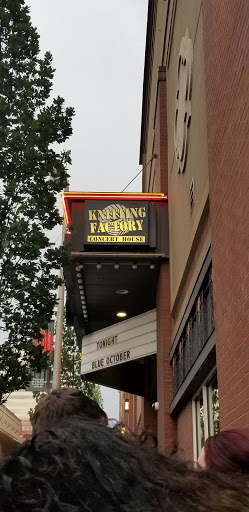 KNITTING
FACTORY
CONCERT HOUSE
TONIGHT
BLUE OCTOBER